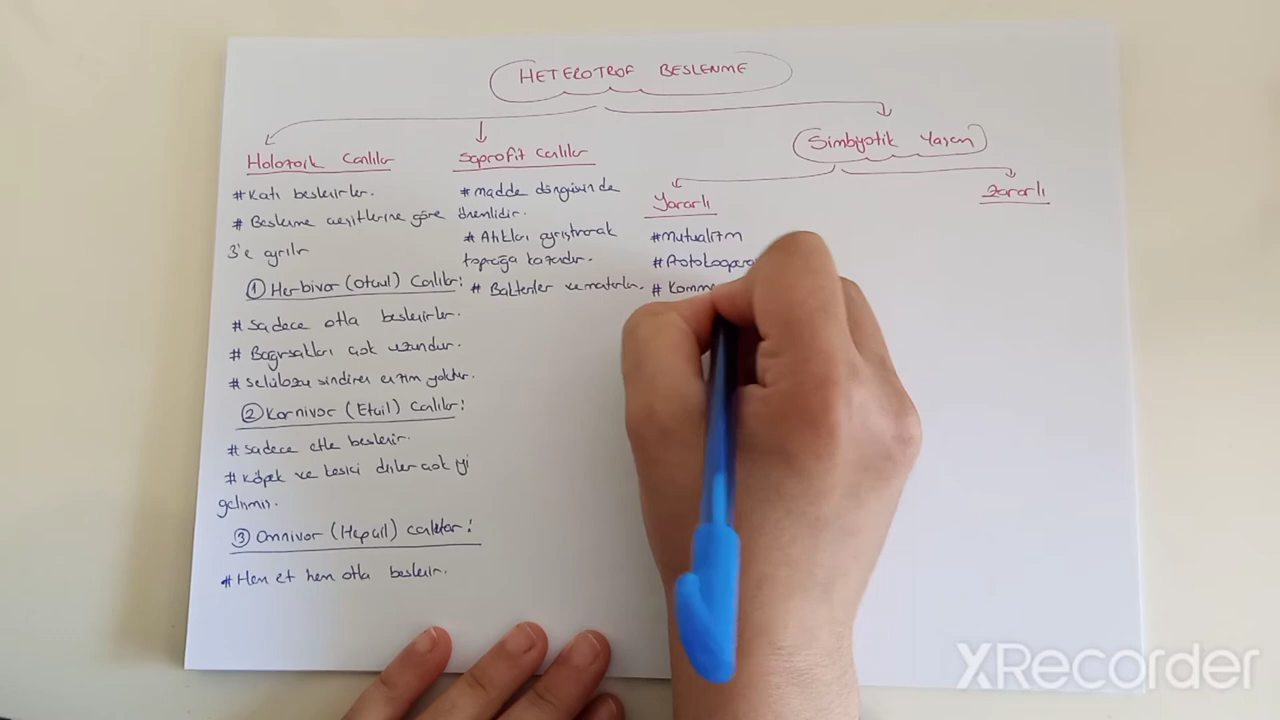 HETEROTROF BESLENME
Holozoik Canlılar
# Katı beslenirler.
# Beslenme çeşitlerine göre
3'e ayrılır
① Herbivor (Otçul) Canlılar:
# Sadece otla beslenirler.
# Bağırsakları çok uzundur.
# Selülozu sindiren enzim yoktur.
② Karnivor (Etçil) Canlılar:
# Sadece etle beslenir.
# Köpek ve kesici dişler çok iyi
gelişmiş.
③ Omnivor (Hepçil) canlılar:
# Hem et hem otla beslenir.
Saprofit Canlılar
# madde döngüsünde
önemlidir.
# Atıkları ayrıştırarak
toprağa kazandır.
# Bakteriler ve mantarlar.
Simbiyotik Yaşam
Yararlı
# Mutualizm
# Protokoopera
# Komm
Zararlı
XRecorder